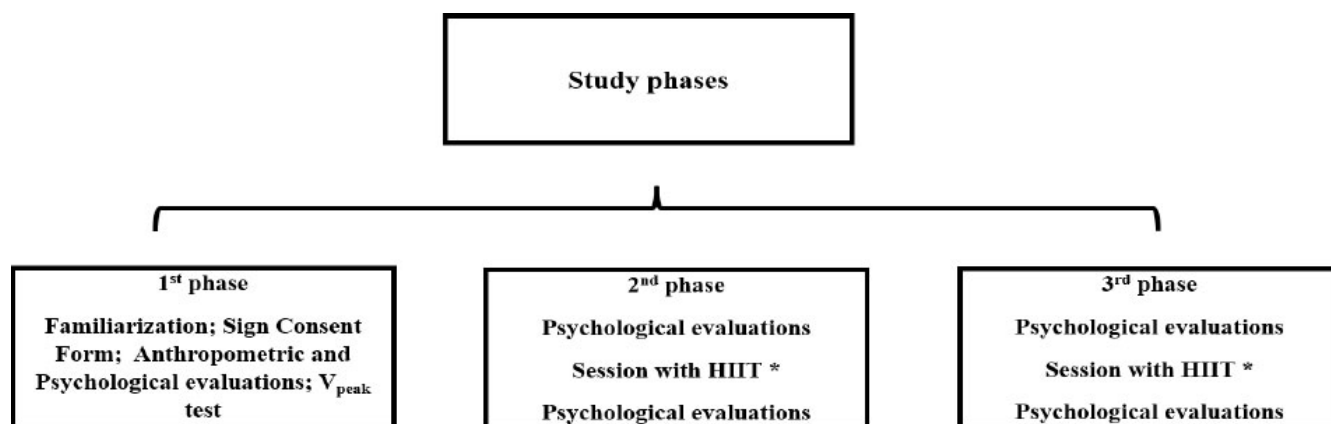 Study phases
1st phase
Familiarization; Sign Consent
Form; Anthropometric and
Psychological evaluations; Vpeak
test
2nd phase
Psychological evaluations
Session with HIIT *
Psychological evaluations
3rd phase
Psychological evaluations
Session with HIIT *
Psychological evaluations